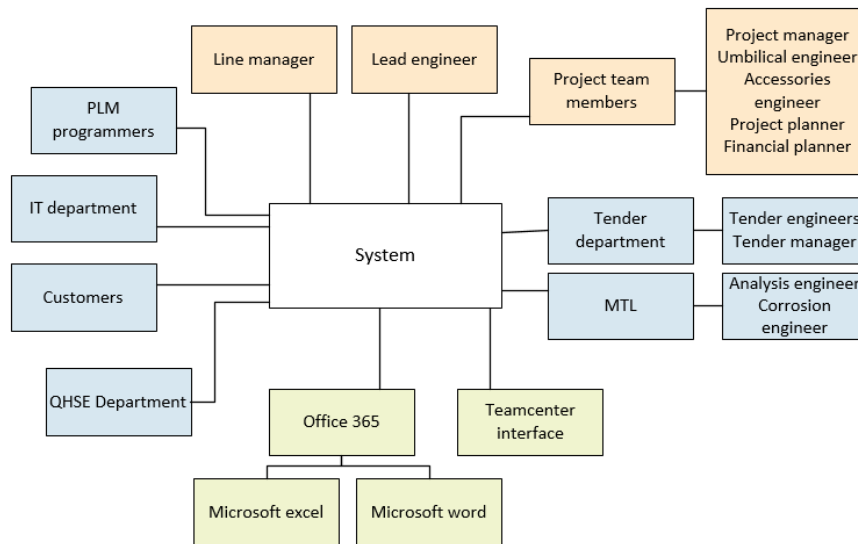 Line manager
Lead engineer
Project team
members
Project manager
Umbilical engineer
Accessories
engineer
Project planner
Financial planner
PLM
programmers
IT department
Customers
QHSE Department
System
Tender
department
Tender engineers
Tender manager
MTL
Analysis engineer
Corrosion
engineer
Office 365
Teamcenter
interface
Microsoft excel
Microsoft word